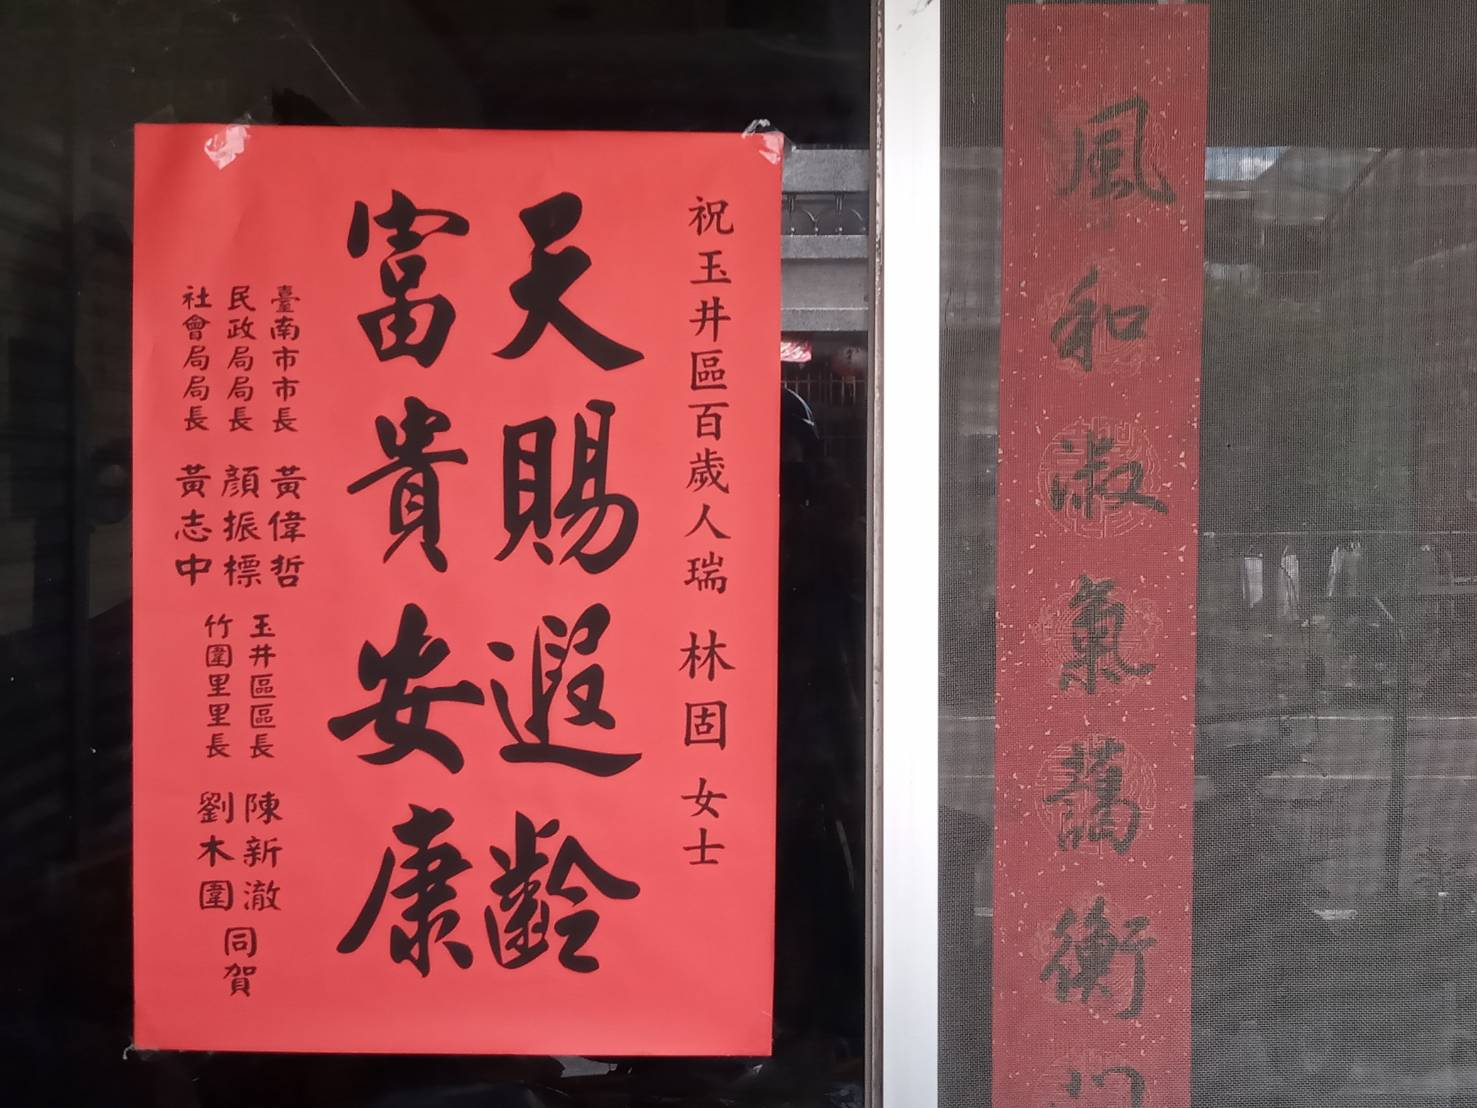 祝玉井區百歲人瑞 林固女士
天賜遐齡
富貴安康
臺南市市長 黃偉哲
民政局局長 顏振標
社會局局長 黃志中
玉井區區長 陳新澈
竹圍里里長 劉木圍
同賀
風和淑氣藹衡門